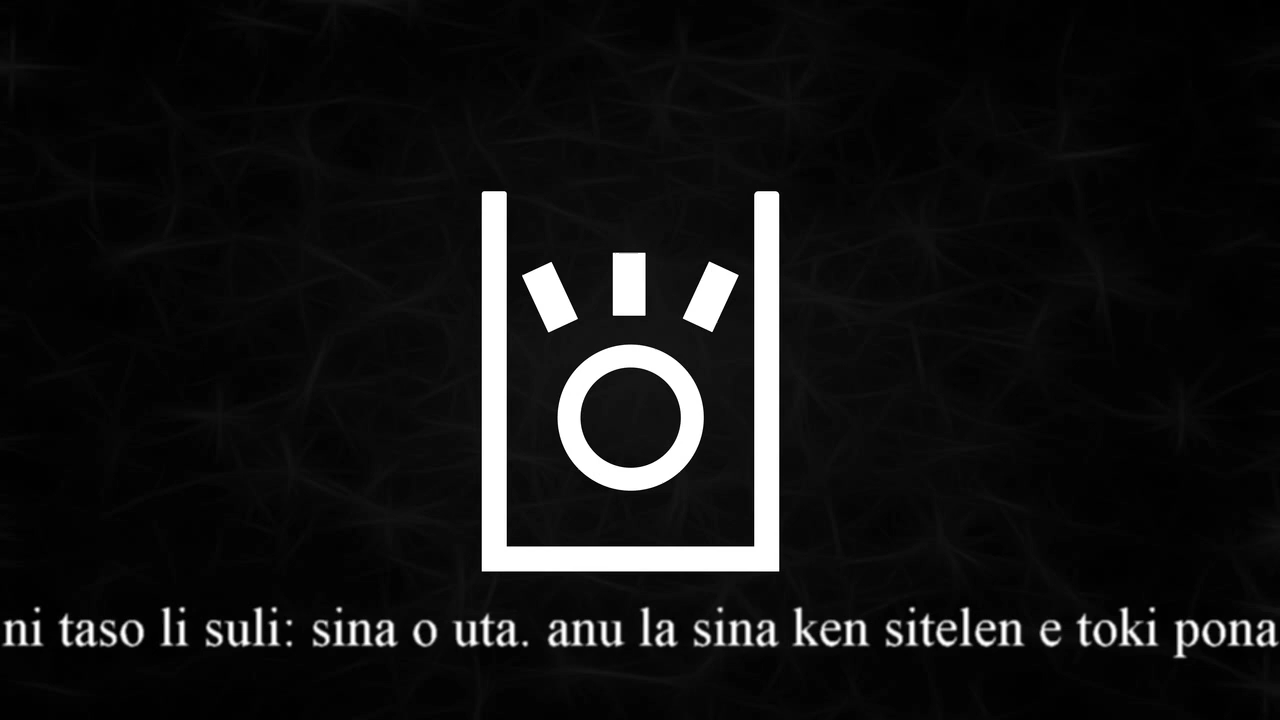 ni taso li suli: sina o uta. anu la sina ken sitelen e toki pona